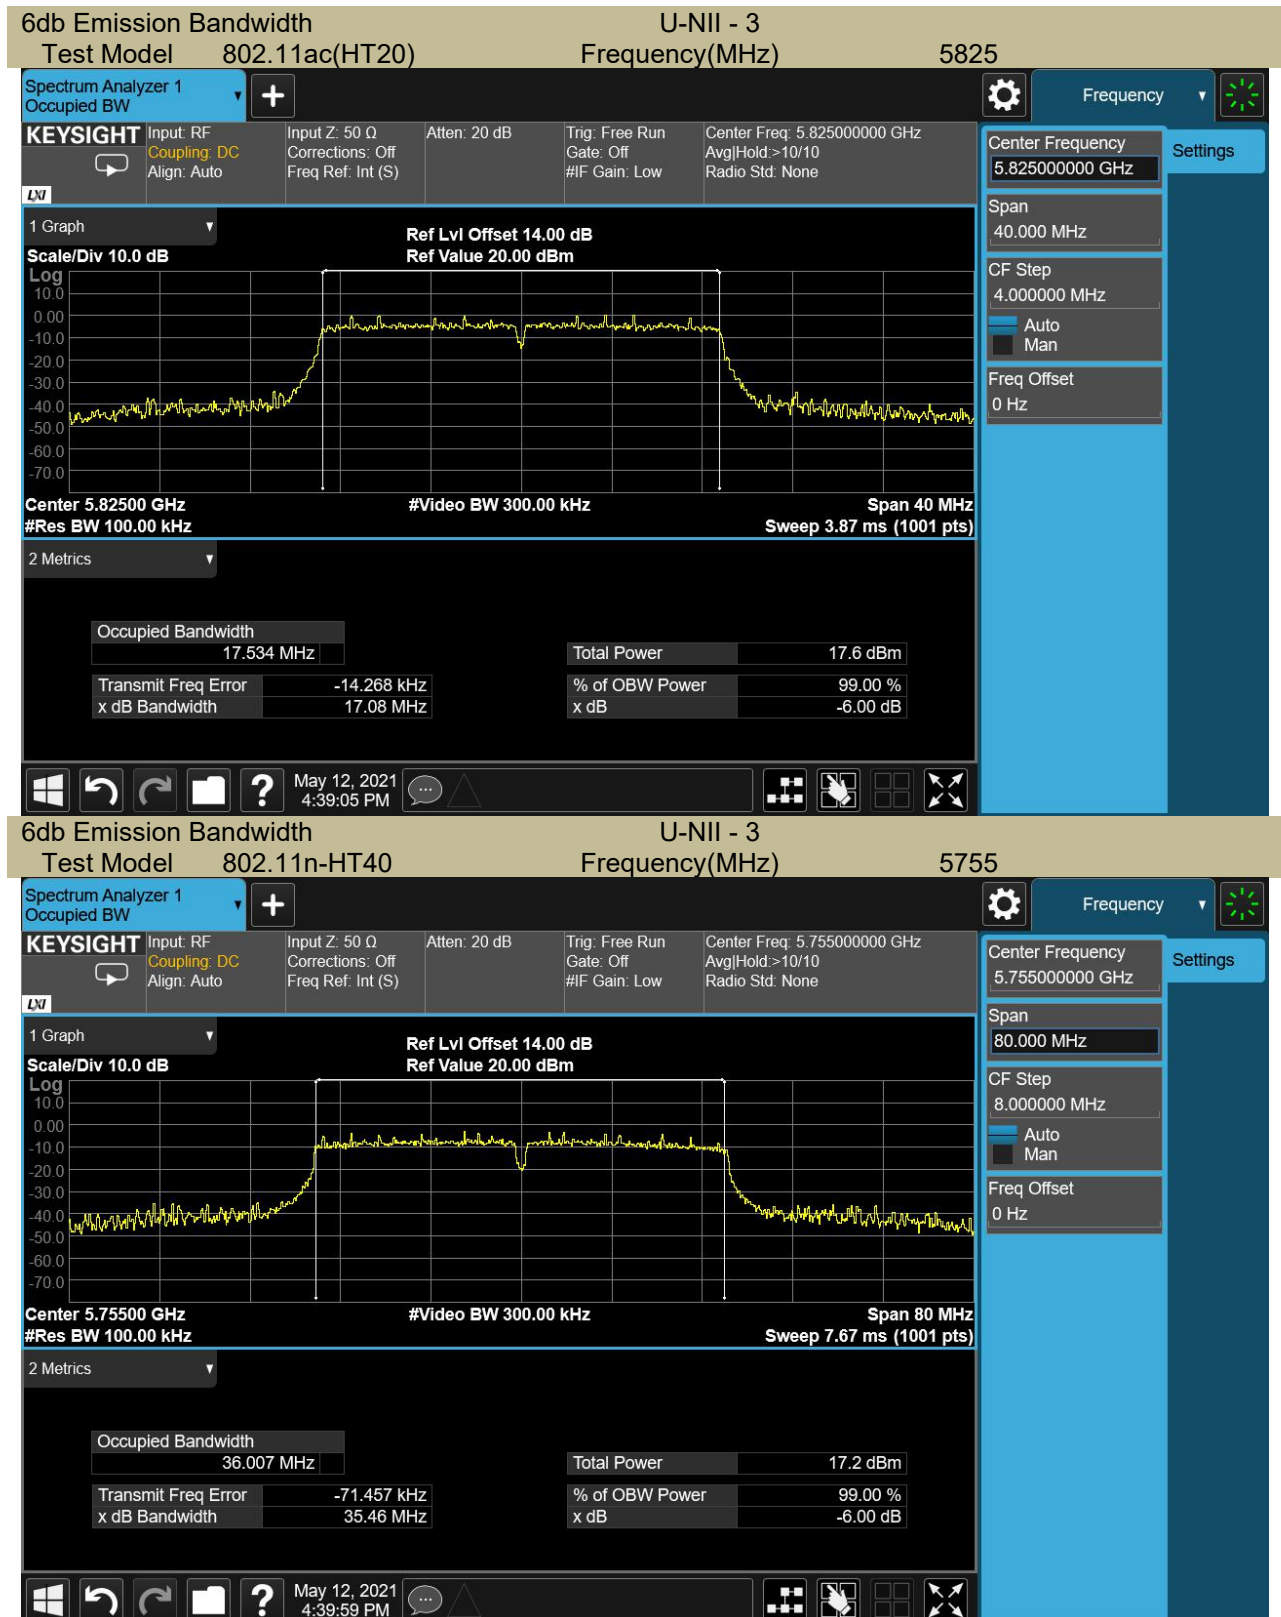 6db Emission Bandwidth U-NII - 3
Test Model 802.11ac(HT20) Frequency(MHz) 5825
Spectrum Analyzer 1
Occupied BW
Frequency
KEYSIGHT Input: RF Input Z: 50 Ω Atten: 20 dB Trig: Free Run Center Freq: 5.825000000 GHz
Coupling: DC Corrections: Off Gate: Off Avg|Hold:>10/10
Align: Auto Freq Ref: Int (S) #IF Gain: Low Radio Std: None
LXI
Center Frequency
5.825000000 GHz
Settings
Span
40.000 MHz
CF Step
4.000000 MHz
Auto
Man
Freq Offset
0 Hz
1 Graph
Ref Lvl Offset 14.00 dB
Scale/Div 10.0 dB Ref Value 20.00 dBm
Log
10.0
0.00
-10.0
-20.0
-30.0
-40.0
-50.0
-60.0
-70.0
Center 5.82500 GHz #Video BW 300.00 kHz Span 40 MHz
#Res BW 100.00 kHz Sweep 3.87 ms (1001 pts)
2 Metrics
Occupied Bandwidth
17.534 MHz Total Power 17.6 dBm
Transmit Freq Error -14.268 kHz % of OBW Power 99.00 %
x dB Bandwidth 17.08 MHz x dB -6.00 dB
May 12, 2021
4:39:05 PM
6db Emission Bandwidth U-NII - 3
Test Model 802.11n-HT40 Frequency(MHz) 5755
Spectrum Analyzer 1
Occupied BW
Frequency
KEYSIGHT Input: RF Input Z: 50 Ω Atten: 20 dB Trig: Free Run Center Freq: 5.755000000 GHz
Coupling: DC Corrections: Off Gate: Off Avg|Hold:>10/10
Align: Auto Freq Ref: Int (S) #IF Gain: Low Radio Std: None
LXI
Center Frequency
5.755000000 GHz
Settings
Span
80.000 MHz
CF Step
8.000000 MHz
Auto
Man
Freq Offset
0 Hz
1 Graph
Ref Lvl Offset 14.00 dB
Scale/Div 10.0 dB Ref Value 20.00 dBm
Log
10.0
0.00
-10.0
-20.0
-30.0
-40.0
-50.0
-60.0
-70.0
Center 5.75500 GHz #Video BW 300.00 kHz Span 80 MHz
#Res BW 100.00 kHz Sweep 7.67 ms (1001 pts)
2 Metrics
Occupied Bandwidth
36.007 MHz Total Power 17.2 dBm
Transmit Freq Error -71.457 kHz % of OBW Power 99.00 %
x dB Bandwidth 35.46 MHz x dB -6.00 dB
May 12, 2021
4:39:59 PM